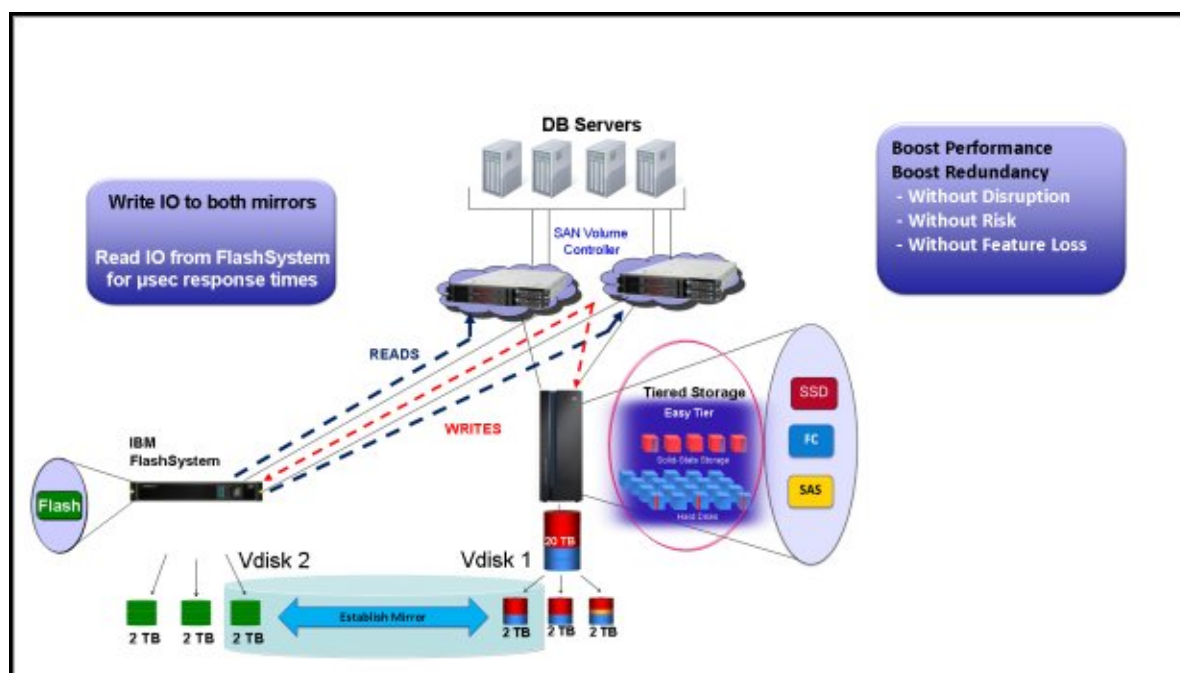 DB Servers
Write IO to both mirrors
Read IO from FlashSystem
for µsec response times
Boost Performance
Boost Redundancy
- Without Disruption
- Without Risk
- Without Feature Loss
SAN Volume
Controller
READS
WRITES
Tiered Storage
Easy Tier
Solid-State Storage
Hard Disks
SSD
FC
SAS
IBM
FlashSystem
Flash
20 TB
Vdisk 2
Vdisk 1
Establish Mirror
2 TB
2 TB
2 TB
2 TB
2 TB
2 TB